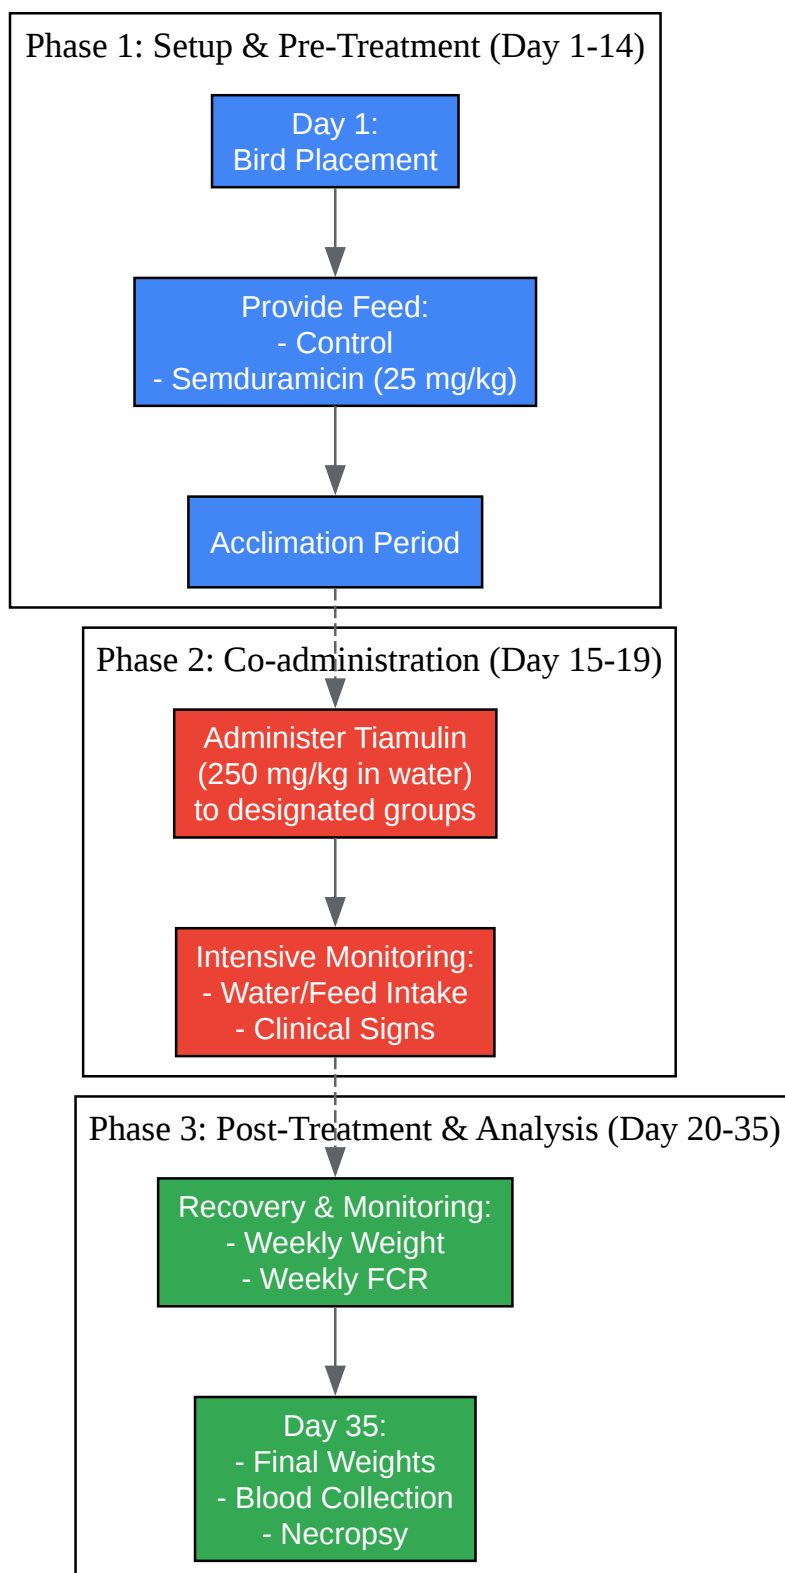 Phase 1: Setup & Pre-Treatment (Day 1-14)
Day 1:
Bird Placement
Provide Feed:
- Control
- Semduramicin (25 mg/kg)
Acclimation Period
Phase 2: Co-administration (Day 15-19)
Administer Tiamulin
(250 mg/kg in water)
to designated groups
Intensive Monitoring:
- Water/Feed Intake
- Clinical Signs
Phase 3: Post-Treatment & Analysis (Day 20-35)
Recovery & Monitoring:
- Weekly Weight
- Weekly FCR
Day 35:
- Final Weights
- Blood Collection
- Necropsy